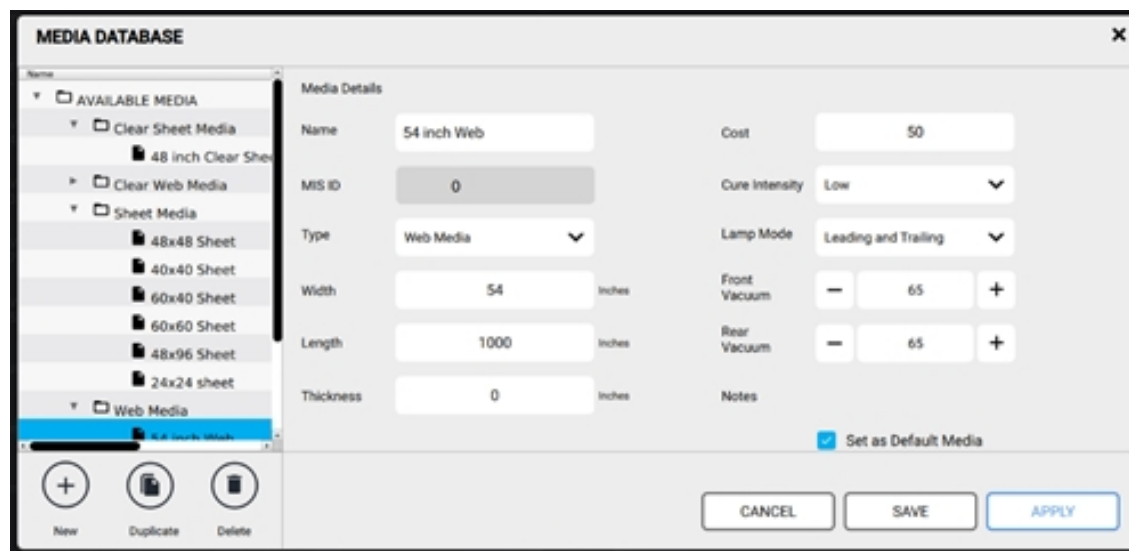 MEDIA DATABASE
Name
AVAILABLE MEDIA
Clear Sheet Media
48 inch Clear Shee
Clear Web Media
Sheet Media
48x48 Sheet
40x40 Sheet
60x40 Sheet
60x60 Sheet
48x96 Sheet
24x24 sheet
Web Media
54 inch Web
New
Duplicate
Delete
Media Details
Name
54 inch Web
MIS ID
0
Type
Web Media
Width
54
Inches
Length
1000
Inches
Thickness
0
Inches
Cost
50
Cure Intensity
Low
Lamp Mode
Leading and Trailing
Front
Vacuum
65
Rear
Vacuum
65
Notes
Set as Default Media
CANCEL
SAVE
APPLY